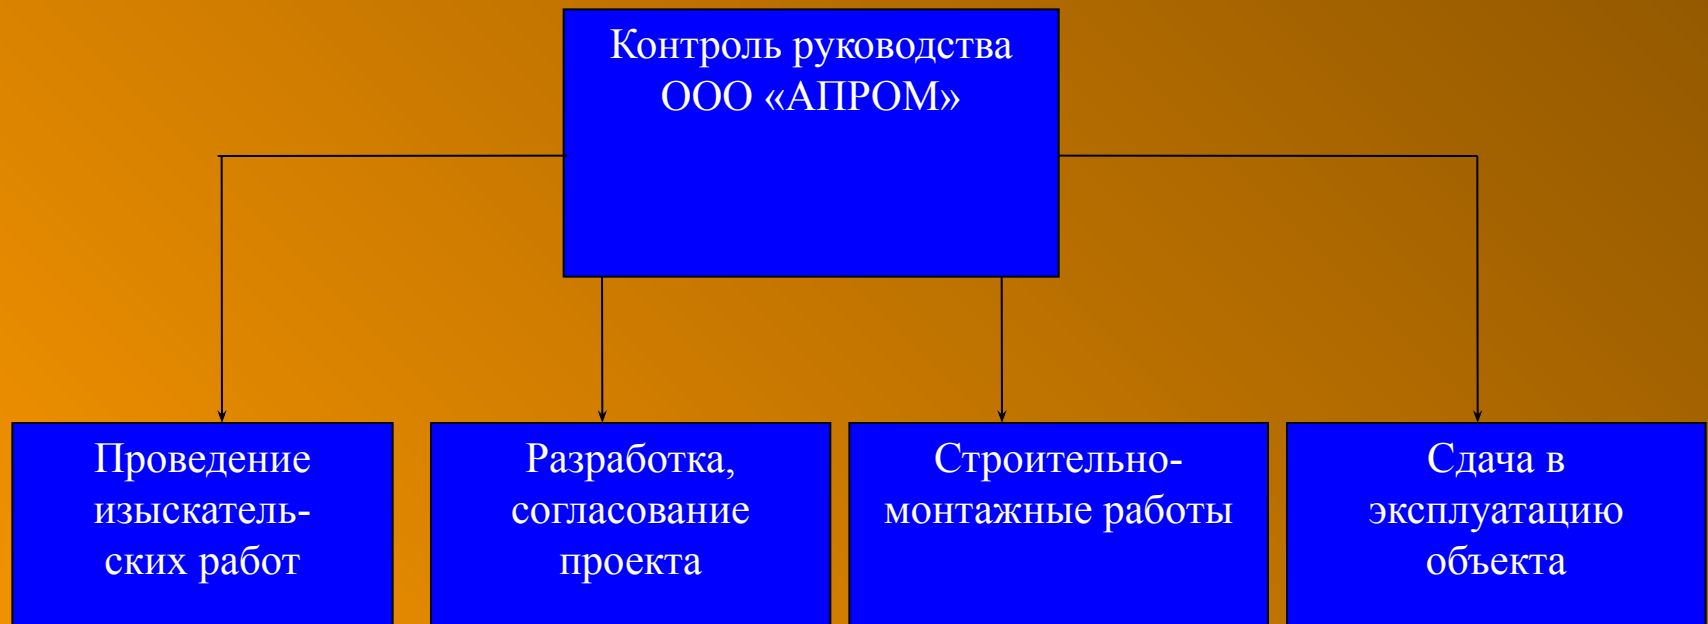 Контроль руководства
ООО «АПРОМ»
Проведение
изыскатель-
ских работ
Разработка,
согласование
проекта
Строительно-
монтажные работы
Сдача в
эксплуатацию
объекта